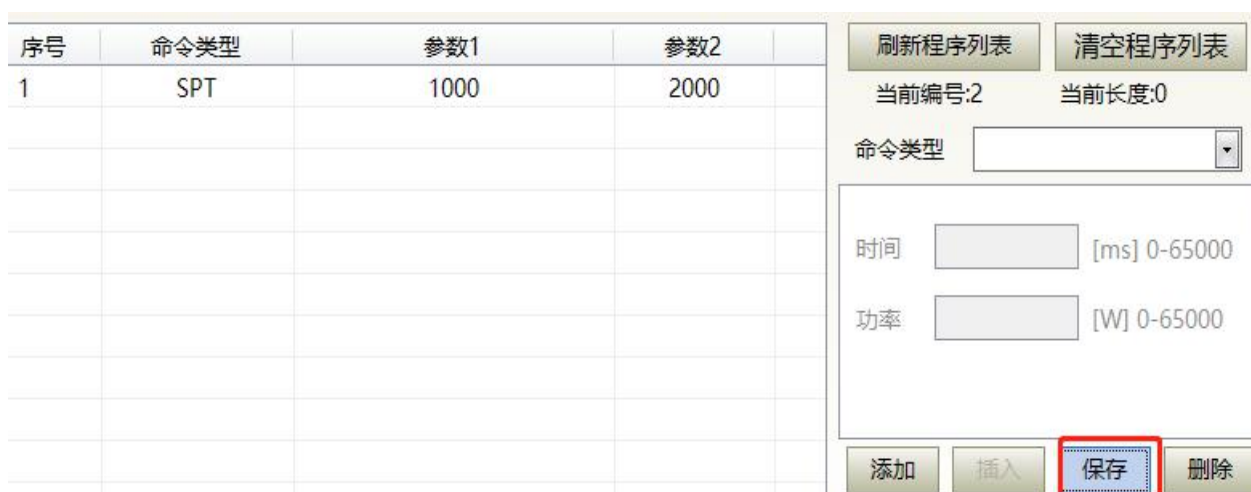 序号 命令类型 参数1 参数2
1 SPT 1000 2000
刷新程序列表 清空程序列表
当前编号:2 当前长度:0
命令类型
时间 [ms] 0-65000
功率 [W] 0-65000
添加 插入 保存 删除